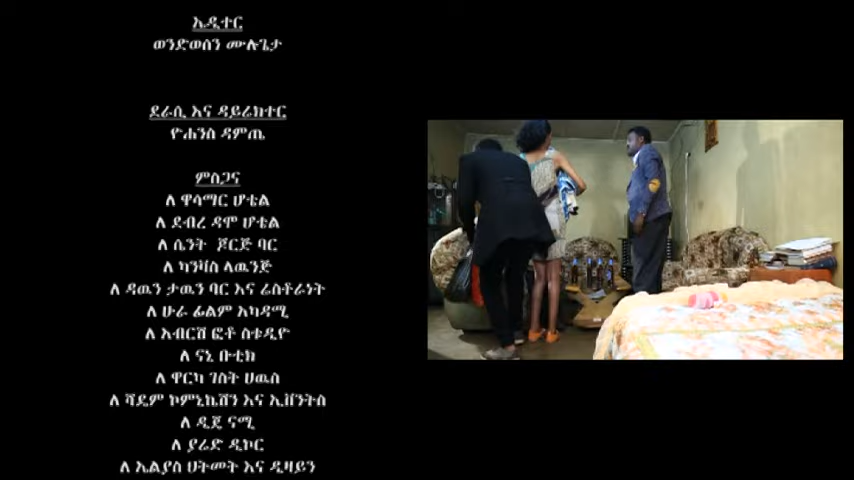 ኤዲተር
ወንድወሰን ሙሉጌታ
ደራሲ እና ዳይሬክተር
ዮሐንስ ዳምጤ
ምስጋና
ለ ዋሳማር ሆቴል
ለ ደብረ ዳሞ ሆቴል
ለ ሴንት ጆርጅ ባር
ለ ካንቫስ ላዉንጅ
ለ ዳዉን ታዉን ባር እና ሬስቶራንት
ለ ሁራ ፊልም አካዳሚ
ለ አብርሽ ፎቶ ስቱዲዮ
ለ ናኒ ቡቲክ
ለ ዋርካ ገስት ሀዉስ
ለ ሻዴም ኮምኒኬሽን እና ኢቨንትስ
ለ ዲጄ ናሚ
ለ ያሬድ ዲኮር
ለ ኤልያስ ህትመት እና ዲዛይን